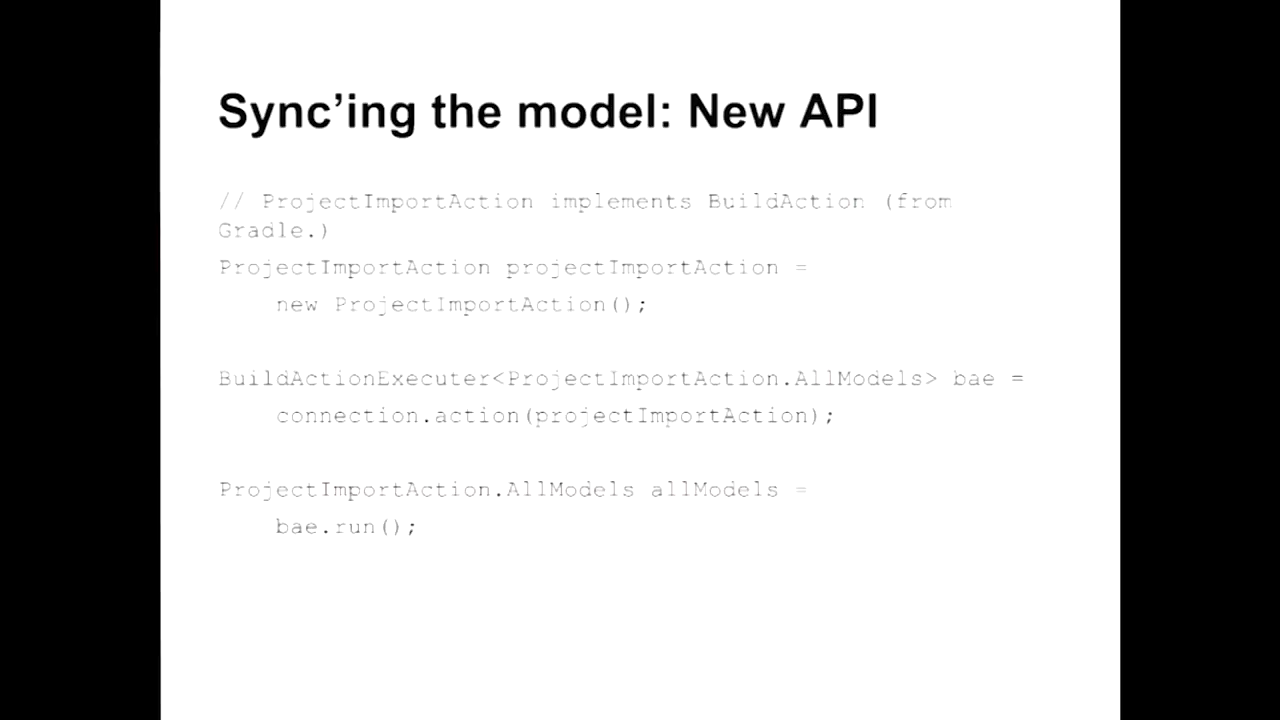 Sync’ing the model: New API
// ProjectImportAction implements BuildAction (from
Gradle.)
ProjectImportAction projectImportAction =
new ProjectImportAction();
BuildActionExecuter<ProjectImportAction.AllModels> bae =
connection.action(projectImportAction);
ProjectImportAction.AllModels allModels =
bae.run();